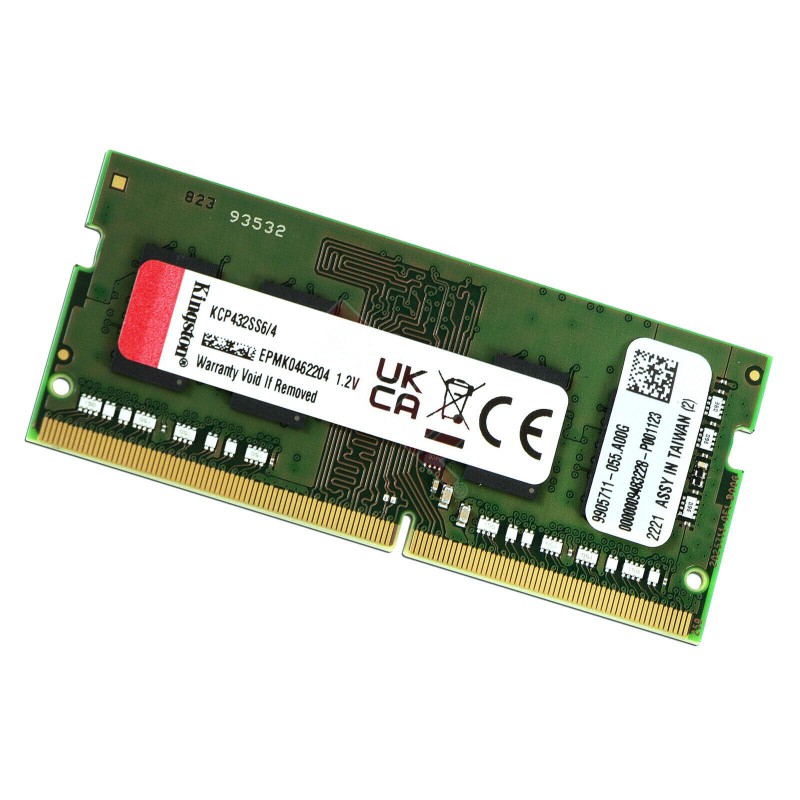 823
93532
Kingston
KCP432SS6/4
EPMK0462204 1.2V
Warranty Void If Removed
UK
CA
CE
9905711-055.A00G
0000009463228-P001123
2221 ASSY IN TAIWAN (2)